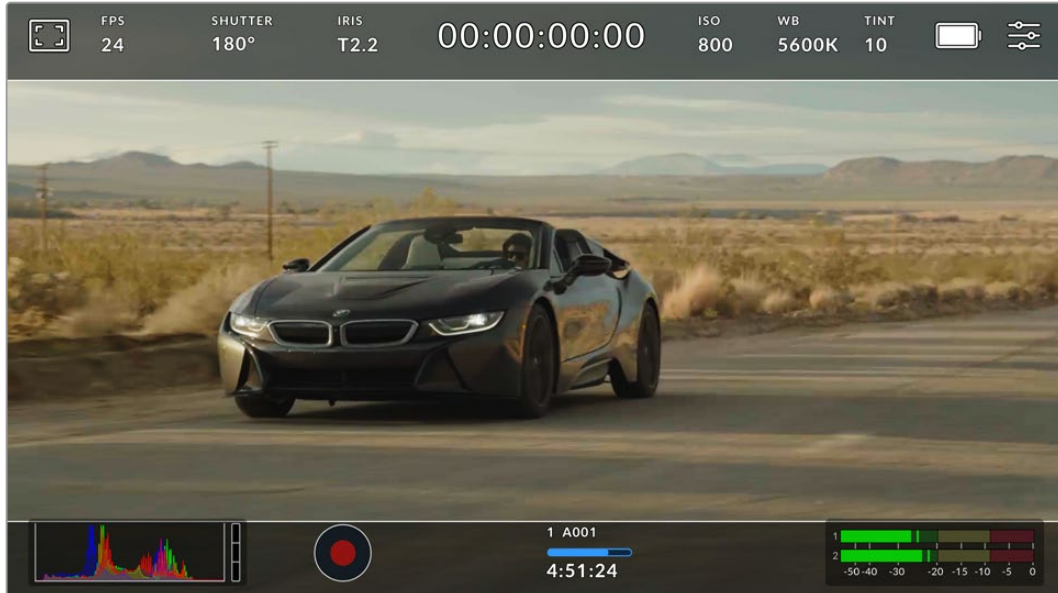 FPS SHUTTER IRIS 00:00:00:00 ISO WB TINT
24 180° T2.2 800 5600K 10
1 A001
4:51:24
1
2
-50 -40 -30 -20 -15 -10 -5 0